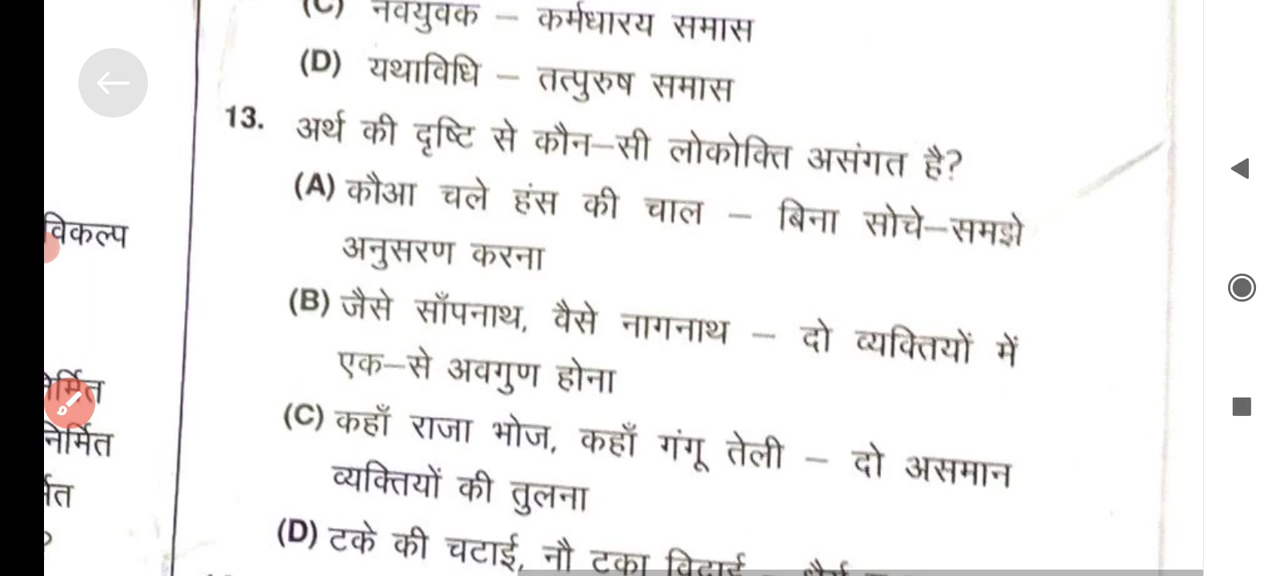 (C) नवयुवक – कर्मधारय समास
(D) यथाविधि – तत्पुरुष समास
13. अर्थ की दृष्टि से कौन–सी लोकोक्ति असंगत है?
(A) कौआ चले हंस की चाल – बिना सोचे–समझे
अनुसरण करना
(B) जैसे साँपनाथ, वैसे नागनाथ – दो व्यक्तियों में
एक–से अवगुण होना
(C) कहाँ राजा भोज, कहाँ गंगू तेली – दो असमान
व्यक्तियों की तुलना
(D) टके की चटाई, नौ टका विदाई –
विकल्प
निर्मित